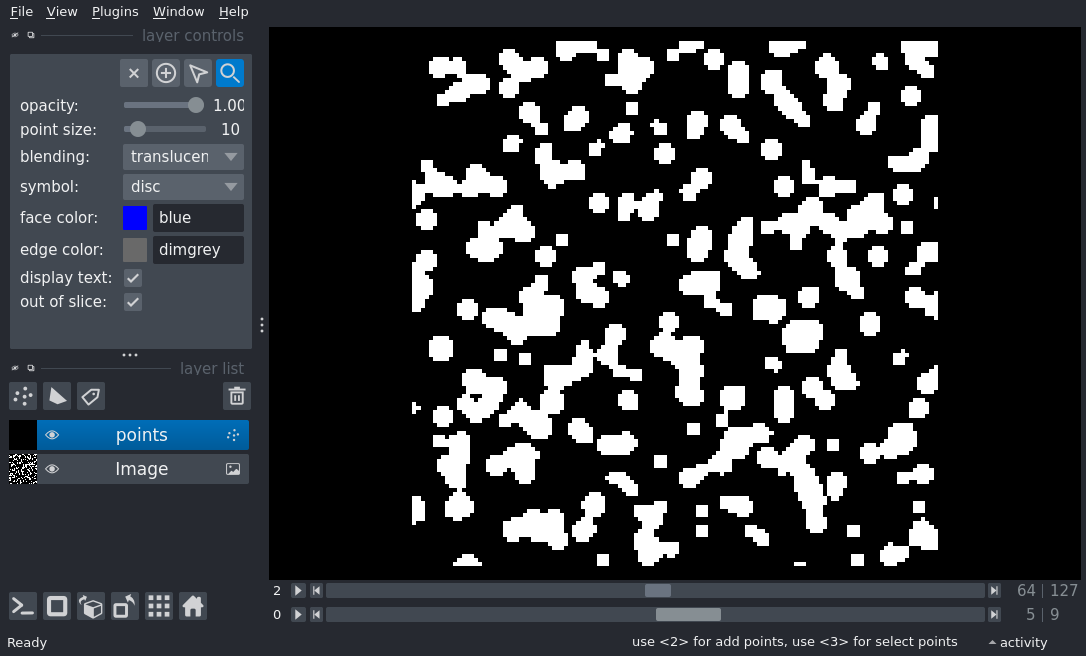 File View Plugins Window Help
layer controls
opacity: 1.00
point size: 10
blending: translucen
symbol: disc
face color: blue
edge color: dimgrey
display text:
out of slice:
layer list
points
Image
2 64 | 127
0 5 | 9
Ready use <2> for add points, use <3> for select points activity